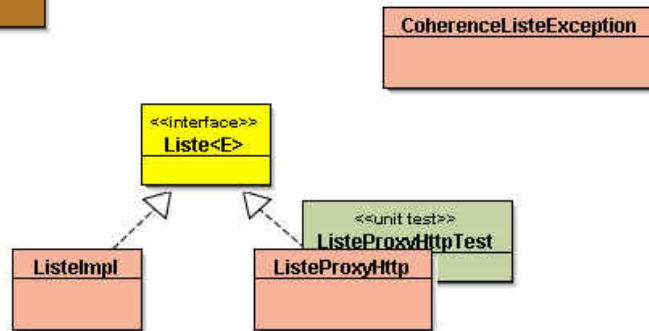 CoherenceListeException
<<interface>>
Liste<E>
<<unit test>>
ListeProxyHttpTest
ListeImpl
ListeProxyHttp